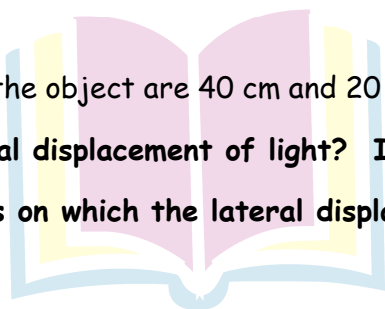 the object are 40 cm and 20
al displacement of light? I
s on which the lateral displa